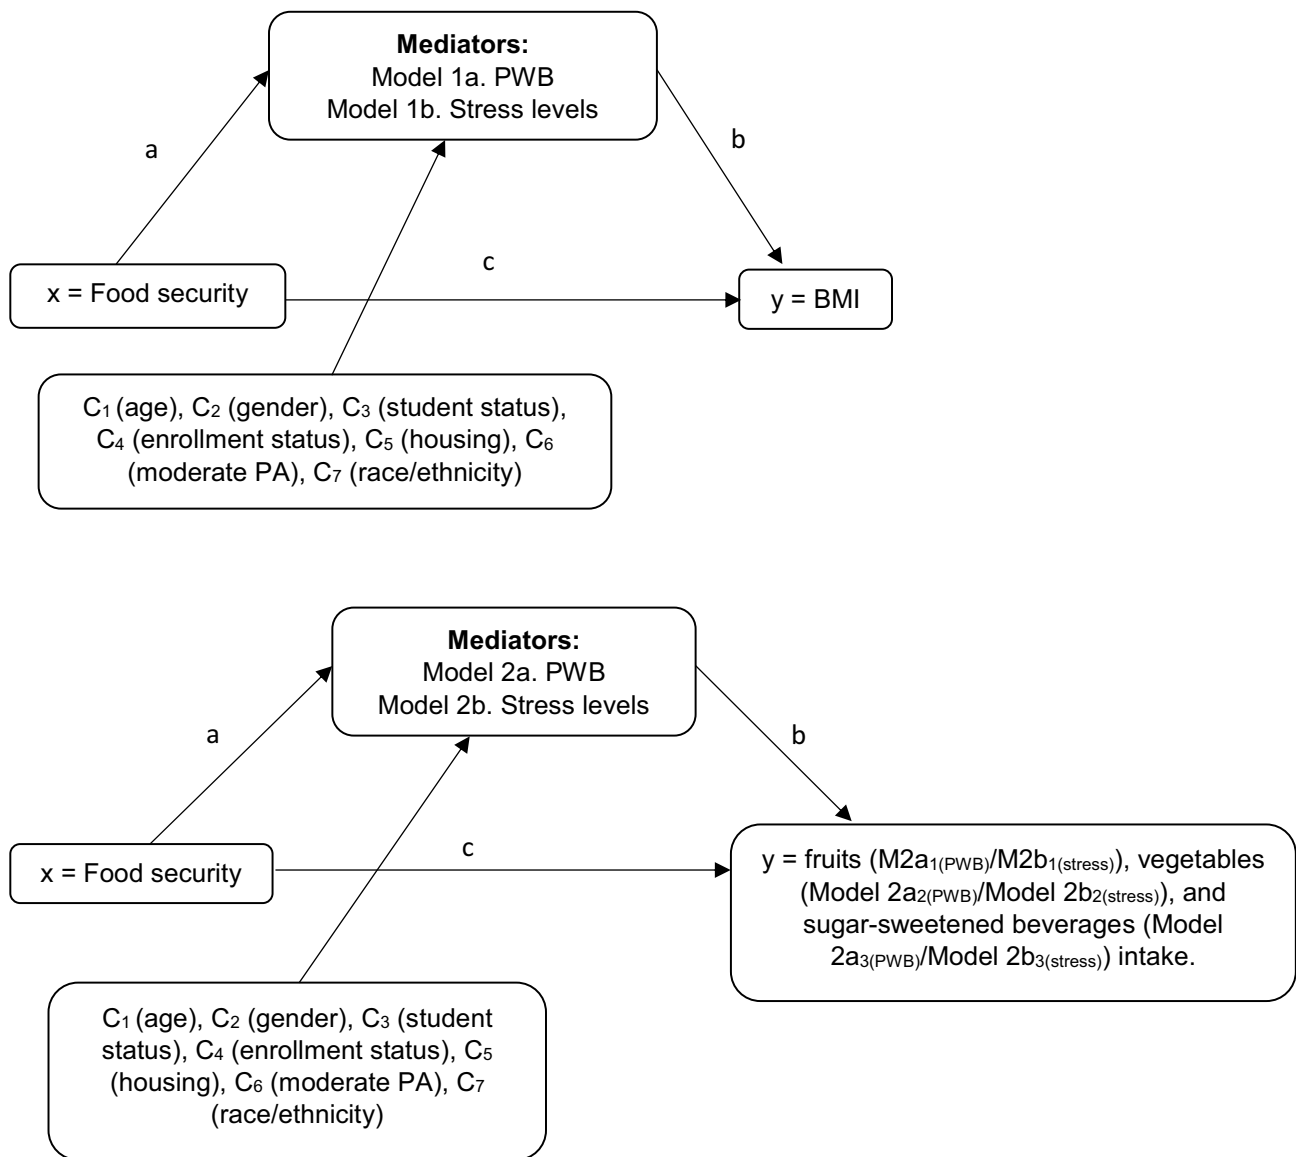 Mediators:
Model 1a. PWB
Model 1b. Stress levels
a
b
c
x = Food security
y = BMI
C₁ (age), C₂ (gender), C₃ (student status),
C₄ (enrollment status), C₅ (housing), C₆
(moderate PA), C₇ (race/ethnicity)
Mediators:
Model 2a. PWB
Model 2b. Stress levels
a
b
c
x = Food security
y = fruits (M2a1(PWB)/M2b1(stress)), vegetables
(Model 2a2(PWB)/Model 2b2(stress)), and
sugar-sweetened beverages (Model
2a3(PWB)/Model 2b3(stress)) intake.
C₁ (age), C₂ (gender), C₃ (student
status), C₄ (enrollment status), C₅
(housing), C₆ (moderate PA), C₇
(race/ethnicity)